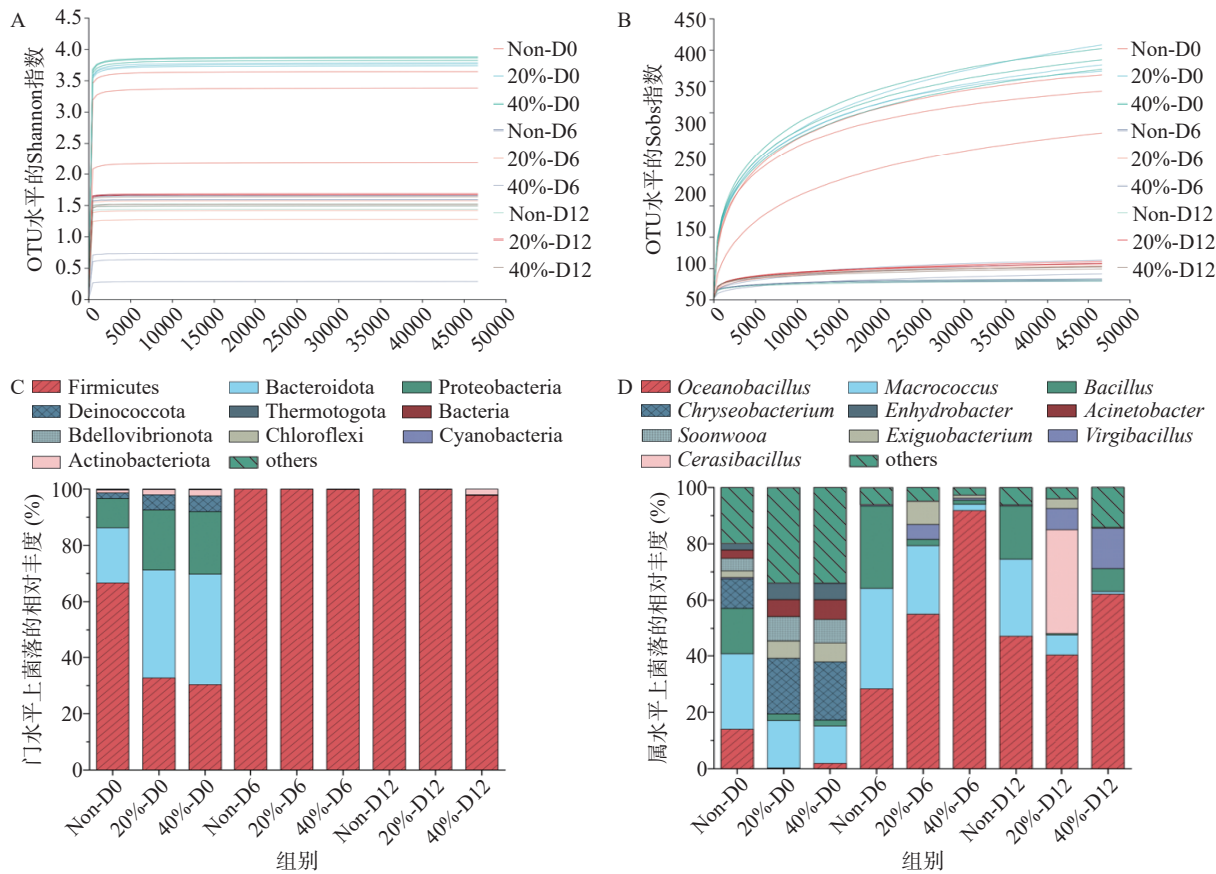 A
OTU水平的Shannon指数
4.5
4.0
3.5
3.0
2.5
2.0
1.5
1.0
0.5
0
0
5000
10000
15000
20000
25000
30000
35000
40000
45000
50000
Non-D0
20%-D0
40%-D0
Non-D6
20%-D6
40%-D6
Non-D12
20%-D12
40%-D12
B
OTU水平的Sobs指数
450
400
350
300
250
200
150
100
50
0
5000
10000
15000
20000
25000
30000
35000
40000
45000
50000
Non-D0
20%-D0
40%-D0
Non-D6
20%-D6
40%-D6
Non-D12
20%-D12
40%-D12
C
Firmicutes Bacteroidota Proteobacteria
Deinococcota Thermotogota Bacteria
Bdellovibrionota Chloroflexi Cyanobacteria
Actinobacteriota others
门水平上菌落的相对丰度 (%)
100
80
60
40
20
0
Non-D0
20%-D0
40%-D0
Non-D6
20%-D6
40%-D6
Non-D12
20%-D12
40%-D12
组别
D
Oceanobacillus Macrococcus Bacillus
Chryseobacterium Enhydrobacter Acinetobacter
Soonwooa Exiguobacterium Virgibacillus
Cerasibacillus others
属水平上菌落的相对丰度 (%)
100
80
60
40
20
0
Non-D0
20%-D0
40%-D0
Non-D6
20%-D6
40%-D6
Non-D12
20%-D12
40%-D12
组别